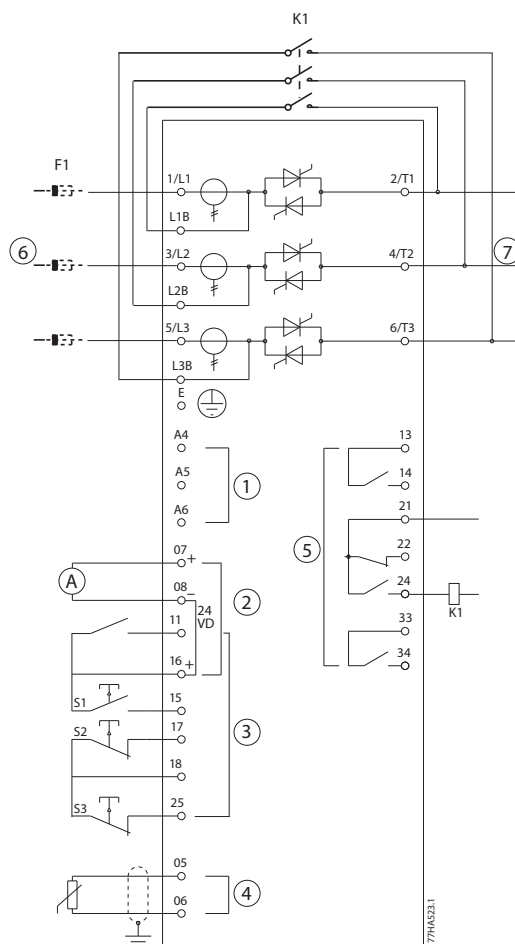 K1
F1
1/L1
2/T1
L1B
6
3/L2
4/T2
7
L2B
5/L3
6/T3
L3B
E
A4
13
A5
1
14
A6
21
07
+
5
22
A
08
−
2
24
24
VD
K1
11
33
16
+
34
S1
15
S2
17
3
18
S3
25
05
4
06
77HA523.1